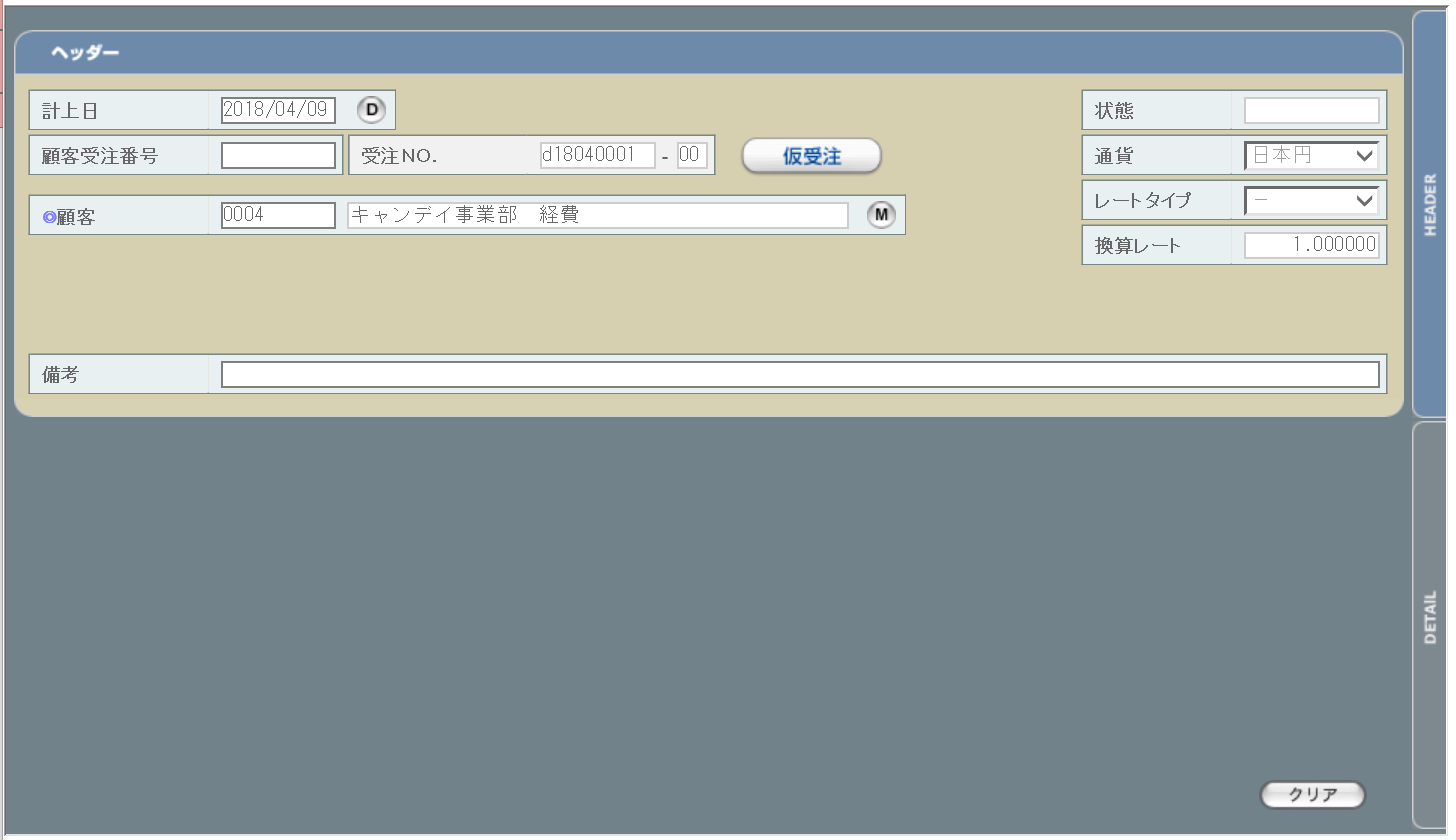 ヘッダー
計上日 2018/04/09 D
状態
顧客受注番号 受注NO. d18040001 - 00 仮受注
通貨 日本円
レートタイプ －
◎顧客 0004 キャンデイ事業部　経費 M
換算レート 1.000000
備考
HEADER
DETAIL
クリア